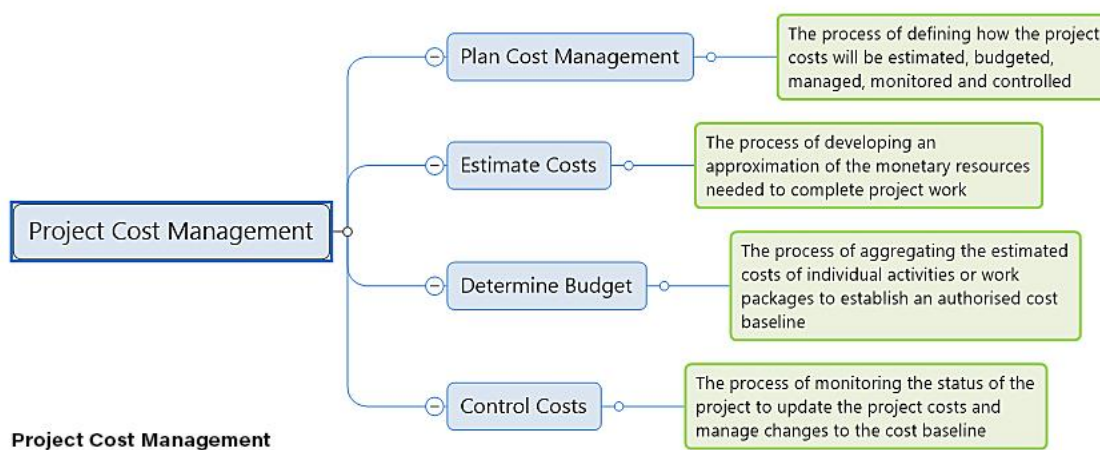 Project Cost Management
Plan Cost Management
The process of defining how the project
costs will be estimated, budgeted,
managed, monitored and controlled
Estimate Costs
The process of developing an
approximation of the monetary resources
needed to complete project work
Determine Budget
The process of aggregating the estimated
costs of individual activities or work
packages to establish an authorised cost
baseline
Control Costs
The process of monitoring the status of the
project to update the project costs and
manage changes to the cost baseline
Project Cost Management